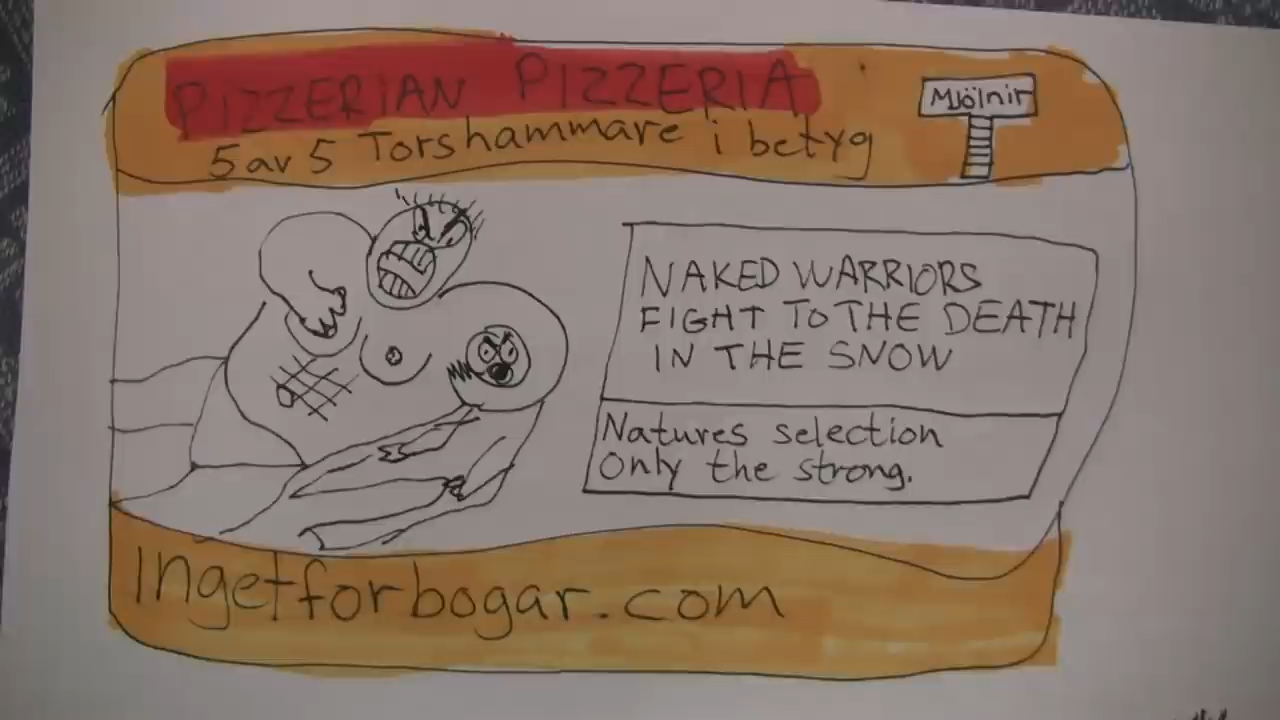 PIZZERIAN PIZZERIA
5 av 5 Torshammare i betyg
Mjölnir
NAKED WARRIORS
FIGHT TO THE DEATH
IN THE SNOW
Natures selection
Only the strong.
Ingetforbogar.com